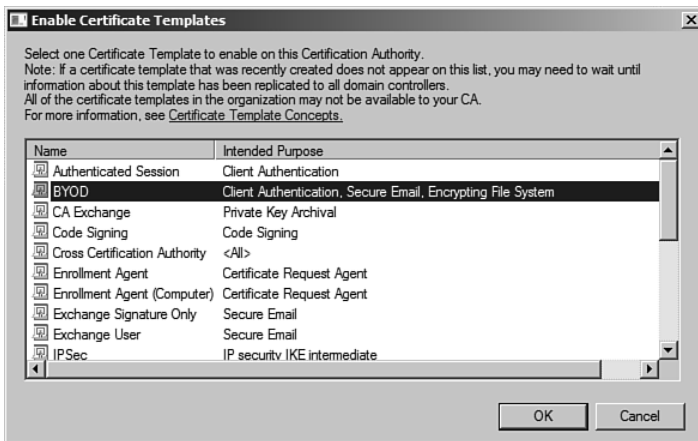 Enable Certificate Templates
Select one Certificate Template to enable on this Certification Authority.
Note: If a certificate template that was recently created does not appear on this list, you may need to wait until
information about this template has been replicated to all domain controllers.
All of the certificate templates in the organization may not be available to your CA.
For more information, see Certificate Template Concepts.
Name Intended Purpose
Authenticated Session Client Authentication
BYOD Client Authentication, Secure Email, Encrypting File System
CA Exchange Private Key Archival
Code Signing Code Signing
Cross Certification Authority <All>
Enrollment Agent Certificate Request Agent
Enrollment Agent (Computer) Certificate Request Agent
Exchange Signature Only Secure Email
Exchange User Secure Email
IPSec IP security IKE intermediate
OK Cancel